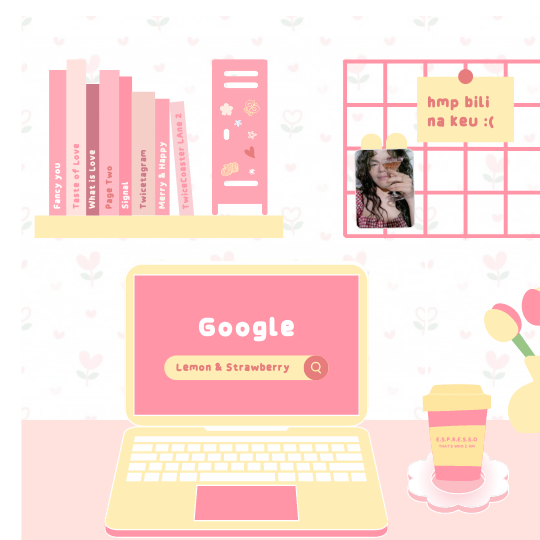 Fancy you
Taste of Love
What is Love
Page Two
Signal
Twicetagram
Merry & Happy
TwiceCoaster LAne 2
hmp bili
na keu :(
Google
Lemon & Strawberry